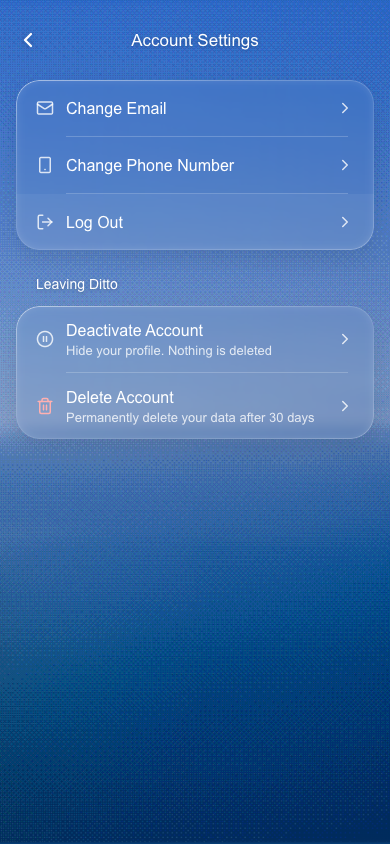 Account Settings
Change Email
Change Phone Number
Log Out
Leaving Ditto
Deactivate Account
Hide your profile. Nothing is deleted
Delete Account
Permanently delete your data after 30 days